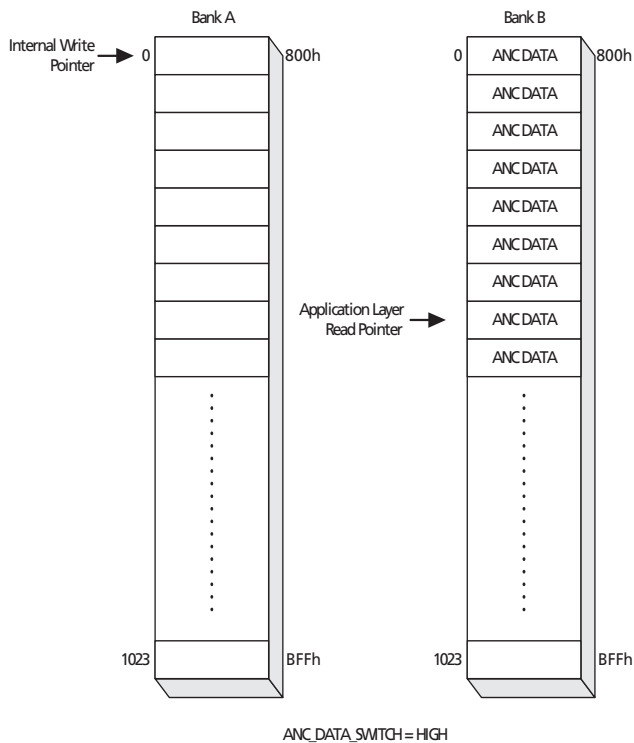 Bank A
Bank B
Internal Write
Pointer
0
800h
0
ANC DATA
800h
ANC DATA
ANC DATA
ANC DATA
ANC DATA
ANC DATA
ANC DATA
Application Layer
Read Pointer
ANC DATA
ANC DATA
1023
BFFh
1023
BFFh
ANC_DATA_SWITCH = HIGH